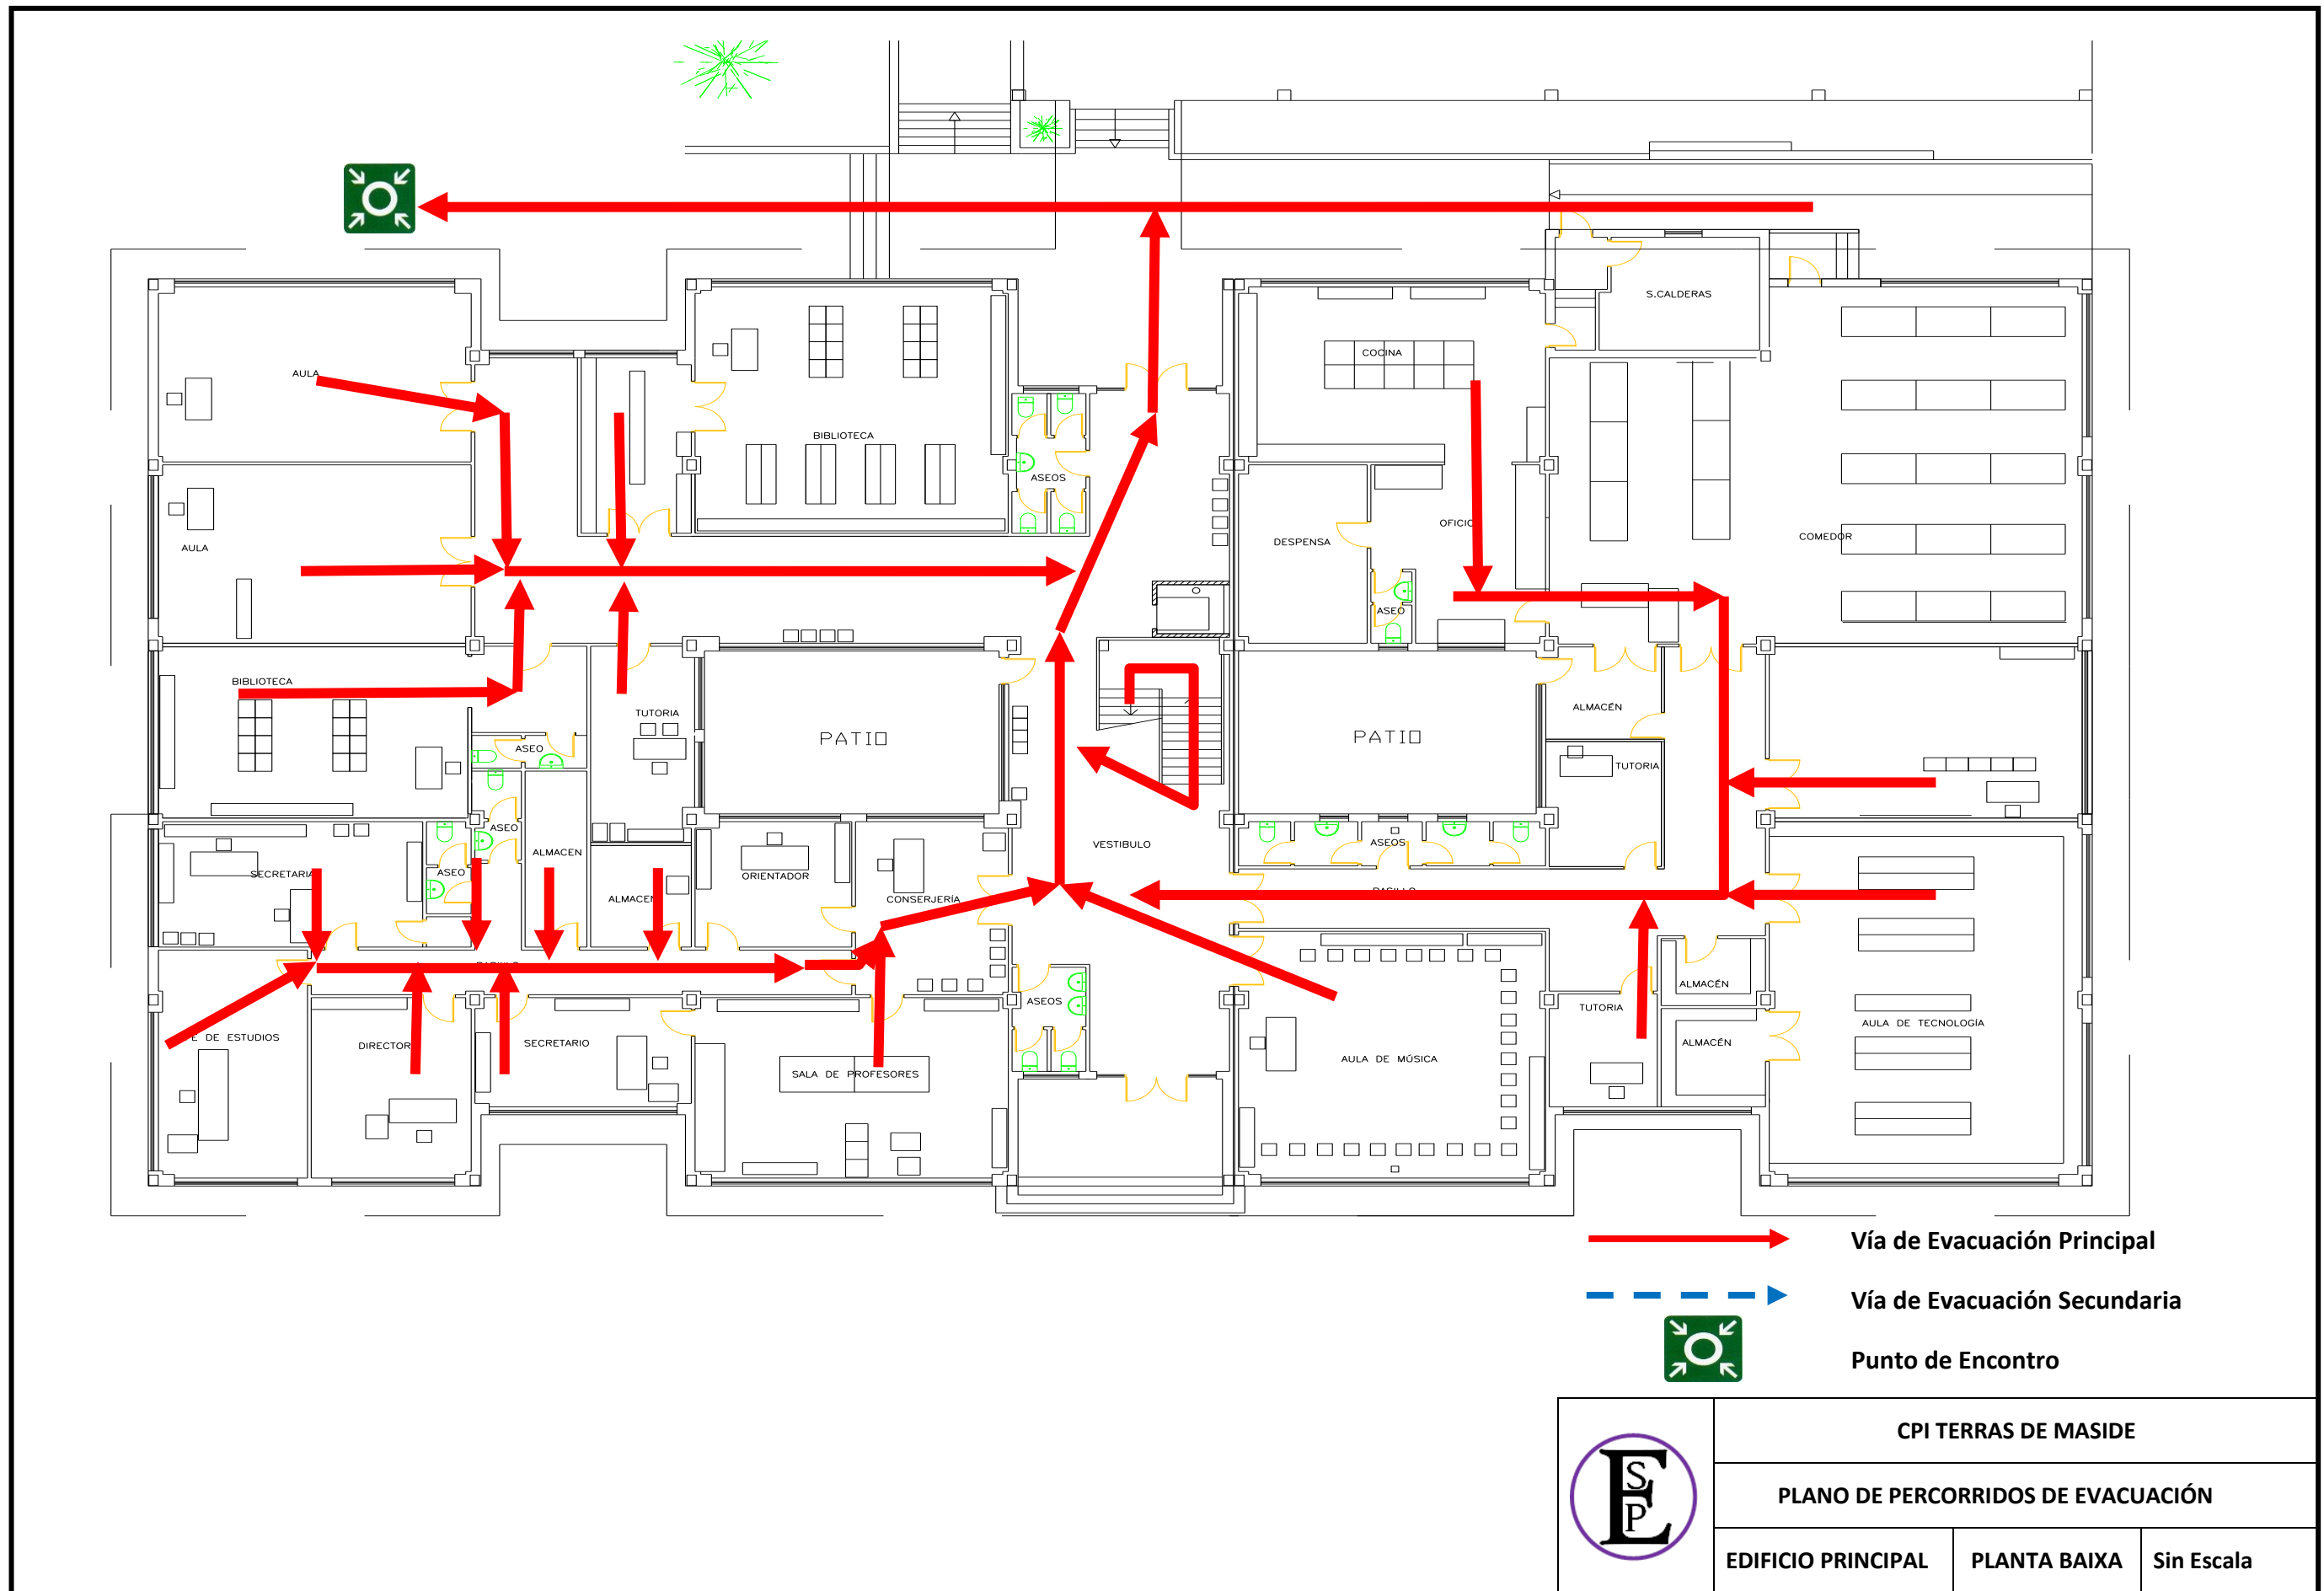 S.CALDERAS
COCINA
AULA
BIBLIOTECA
ASEOS
OFICIO
DESPENSA
COMEDOR
AULA
ASEO
BIBLIOTECA
TUTORIA
ALMACÉN
PATIO
PATIO
ASEO
TUTORIA
ASEO
ALMACEN
VESTIBULO
ASEOS
SECRETARIA
ASEO
ORIENTADOR
ALMACEN
CONSERJERÍA
ASEOS
ALMACÉN
TUTORIA
AULA DE TECNOLOGÍA
E DE ESTUDIOS
DIRECTOR
SECRETARIO
ALMACÉN
AULA DE MÚSICA
SALA DE PROFESORES
Vía de Evacuación Principal
Vía de Evacuación Secundaria
Punto de Encontro
ESP
CPI TERRAS DE MASIDE
PLANO DE PERCORRIDOS DE EVACUACIÓN
EDIFICIO PRINCIPAL
PLANTA BAIXA
Sin Escala